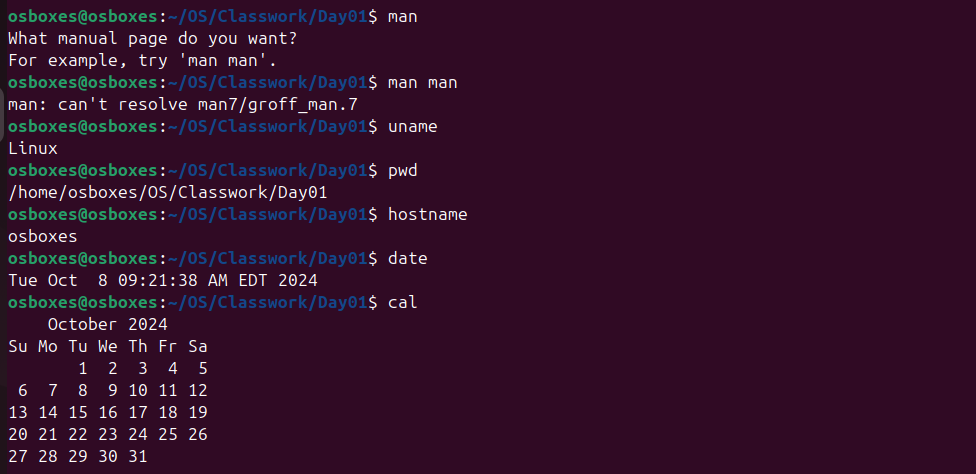 osboxes@osboxes:~/OS/Classwork/Day01$ man
What manual page do you want?
For example, try 'man man'.
osboxes@osboxes:~/OS/Classwork/Day01$ man man
man: can't resolve man7/groff_man.7
osboxes@osboxes:~/OS/Classwork/Day01$ uname
Linux
osboxes@osboxes:~/OS/Classwork/Day01$ pwd
/home/osboxes/OS/Classwork/Day01
osboxes@osboxes:~/OS/Classwork/Day01$ hostname
osboxes
osboxes@osboxes:~/OS/Classwork/Day01$ date
Tue Oct  8 09:21:38 AM EDT 2024
osboxes@osboxes:~/OS/Classwork/Day01$ cal
    October 2024
Su Mo Tu We Th Fr Sa
       1  2  3  4  5
 6  7  8  9 10 11 12
13 14 15 16 17 18 19
20 21 22 23 24 25 26
27 28 29 30 31